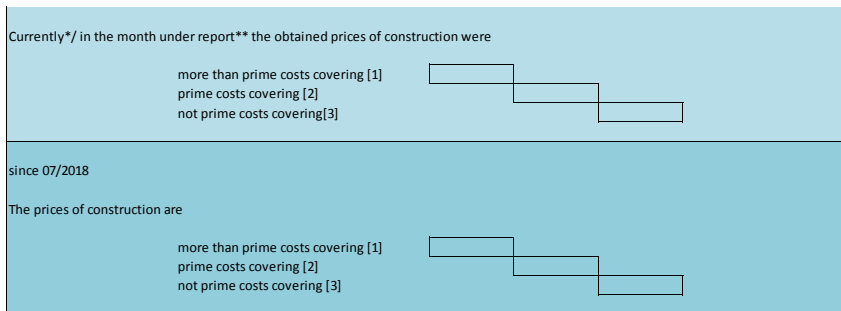 Currently*/ in the month under report** the obtained prices of construction were
more than prime costs covering [1]
prime costs covering [2]
not prime costs covering[3]
since 07/2018
The prices of construction are
more than prime costs covering [1]
prime costs covering [2]
not prime costs covering [3]